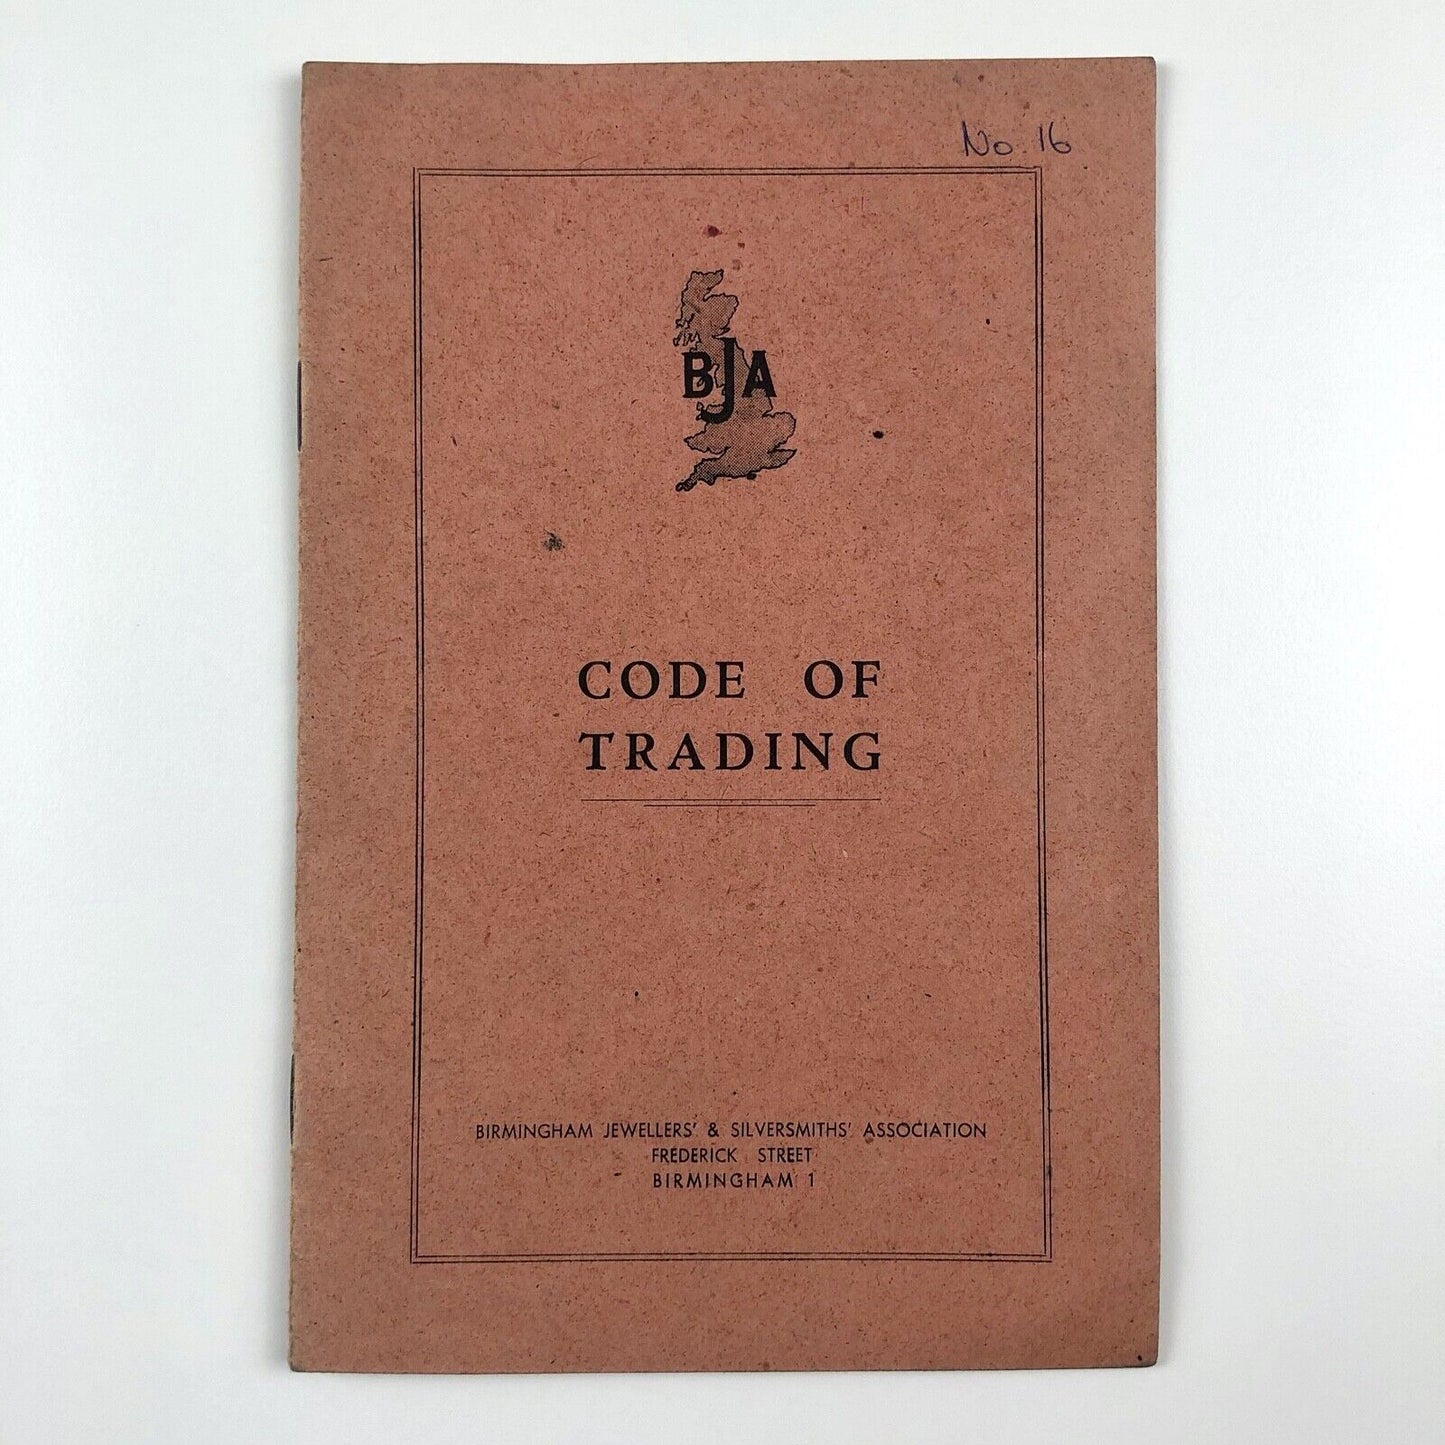 No. 16
BJA
CODE OF
TRADING
BIRMINGHAM JEWELLERS' & SILVERSMITHS' ASSOCIATION
FREDERICK STREET
BIRMINGHAM 1